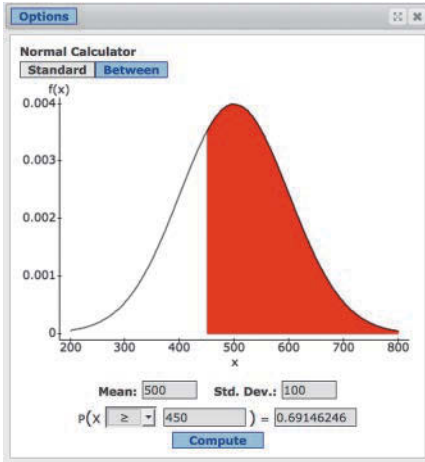 Options
Normal Calculator
Standard Between
f(x)
0.004
0.003
0.002
0.001
0
200 300 400 500 600 700 800
x
Mean: 500 Std. Dev.: 100
P(X ≥ 450 ) = 0.69146246
Compute